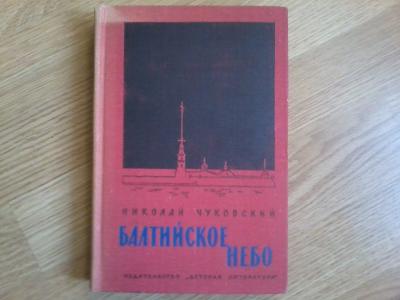 НИКОЛАЙ ЧУКОВСКИЙ
БАЛТИЙСКОЕ
НЕБО
ИЗДАТЕЛЬСТВО „ДЕТСКАЯ ЛИТЕРАТУРА“